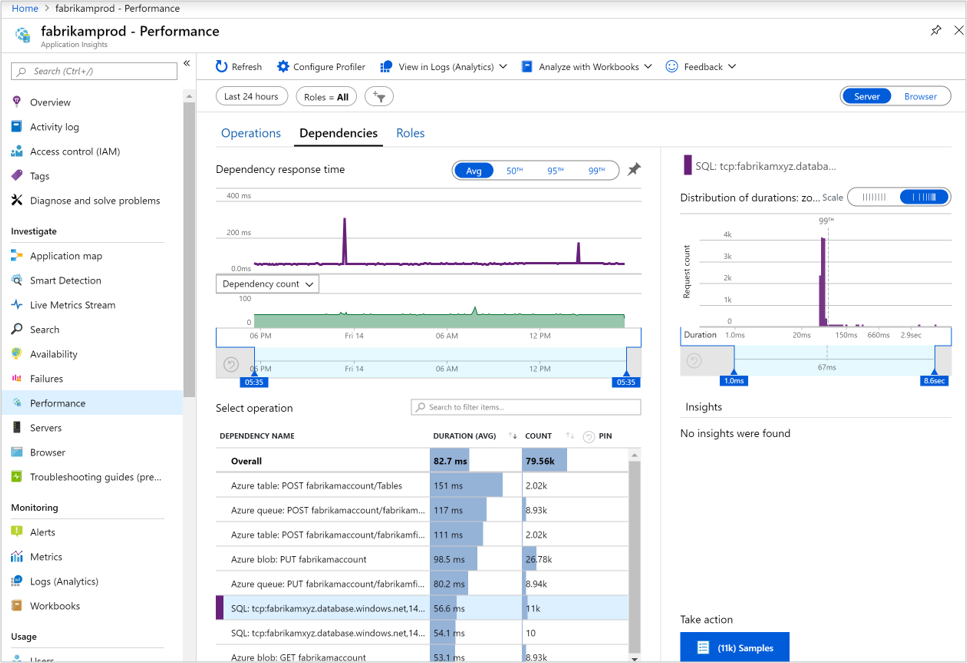 Home > fabrikamprod - Performance
fabrikamprod - Performance
Application Insights
Search (Ctrl+/)
«
Overview
Activity log
Access control (IAM)
Tags
Diagnose and solve problems
Investigate
Application map
Smart Detection
Live Metrics Stream
Search
Availability
Failures
Performance
Servers
Browser
Troubleshooting guides (pre...
Monitoring
Alerts
Metrics
Logs (Analytics)
Workbooks
Usage
Users
Refresh Configure Profiler View in Logs (Analytics) Analyze with Workbooks Feedback
Last 24 hours Roles = All Server Browser
Operations Dependencies Roles
Dependency response time Avg 50TH 95TH 99TH
400 ms
200 ms
0.0ms
Dependency count
100
0
06 PM Fri 14 06 AM 12 PM
06 PM Fri 14 06 AM 12 PM
05:35 05:35
Select operation Search to filter items...
DEPENDENCY NAME DURATION (AVG) COUNT PIN
Overall 82.7 ms 79.56k
Azure table: POST fabrikamaccount/Tables 151 ms 2.02k
Azure queue: POST fabrikamaccount/fabrikam... 117 ms 8.93k
Azure table: POST fabrikamaccount/fabrikamfi... 111 ms 2.02k
Azure blob: PUT fabrikamaccount 98.5 ms 26.78k
Azure queue: PUT fabrikamaccount/fabrikamfi... 80.2 ms 8.94k
SQL: tcp:fabrikamxyz.database.windows.net,14... 56.6 ms 11k
SQL: tcp:fabrikamxyz.database.windows.net,14... 54.1 ms 10
Azure blob: GET fabrikamaccount 53.1 ms 8.93k
SQL: tcp:fabrikamxyz.databa...
Distribution of durations: zo... Scale
99TH
Request count
4k
3k
2k
1k
0
Duration 1.0ms 20ms 150ms 660ms 2.9sec
67ms
1.0ms 8.6sec
Insights
No insights were found
Take action
(11k) Samples